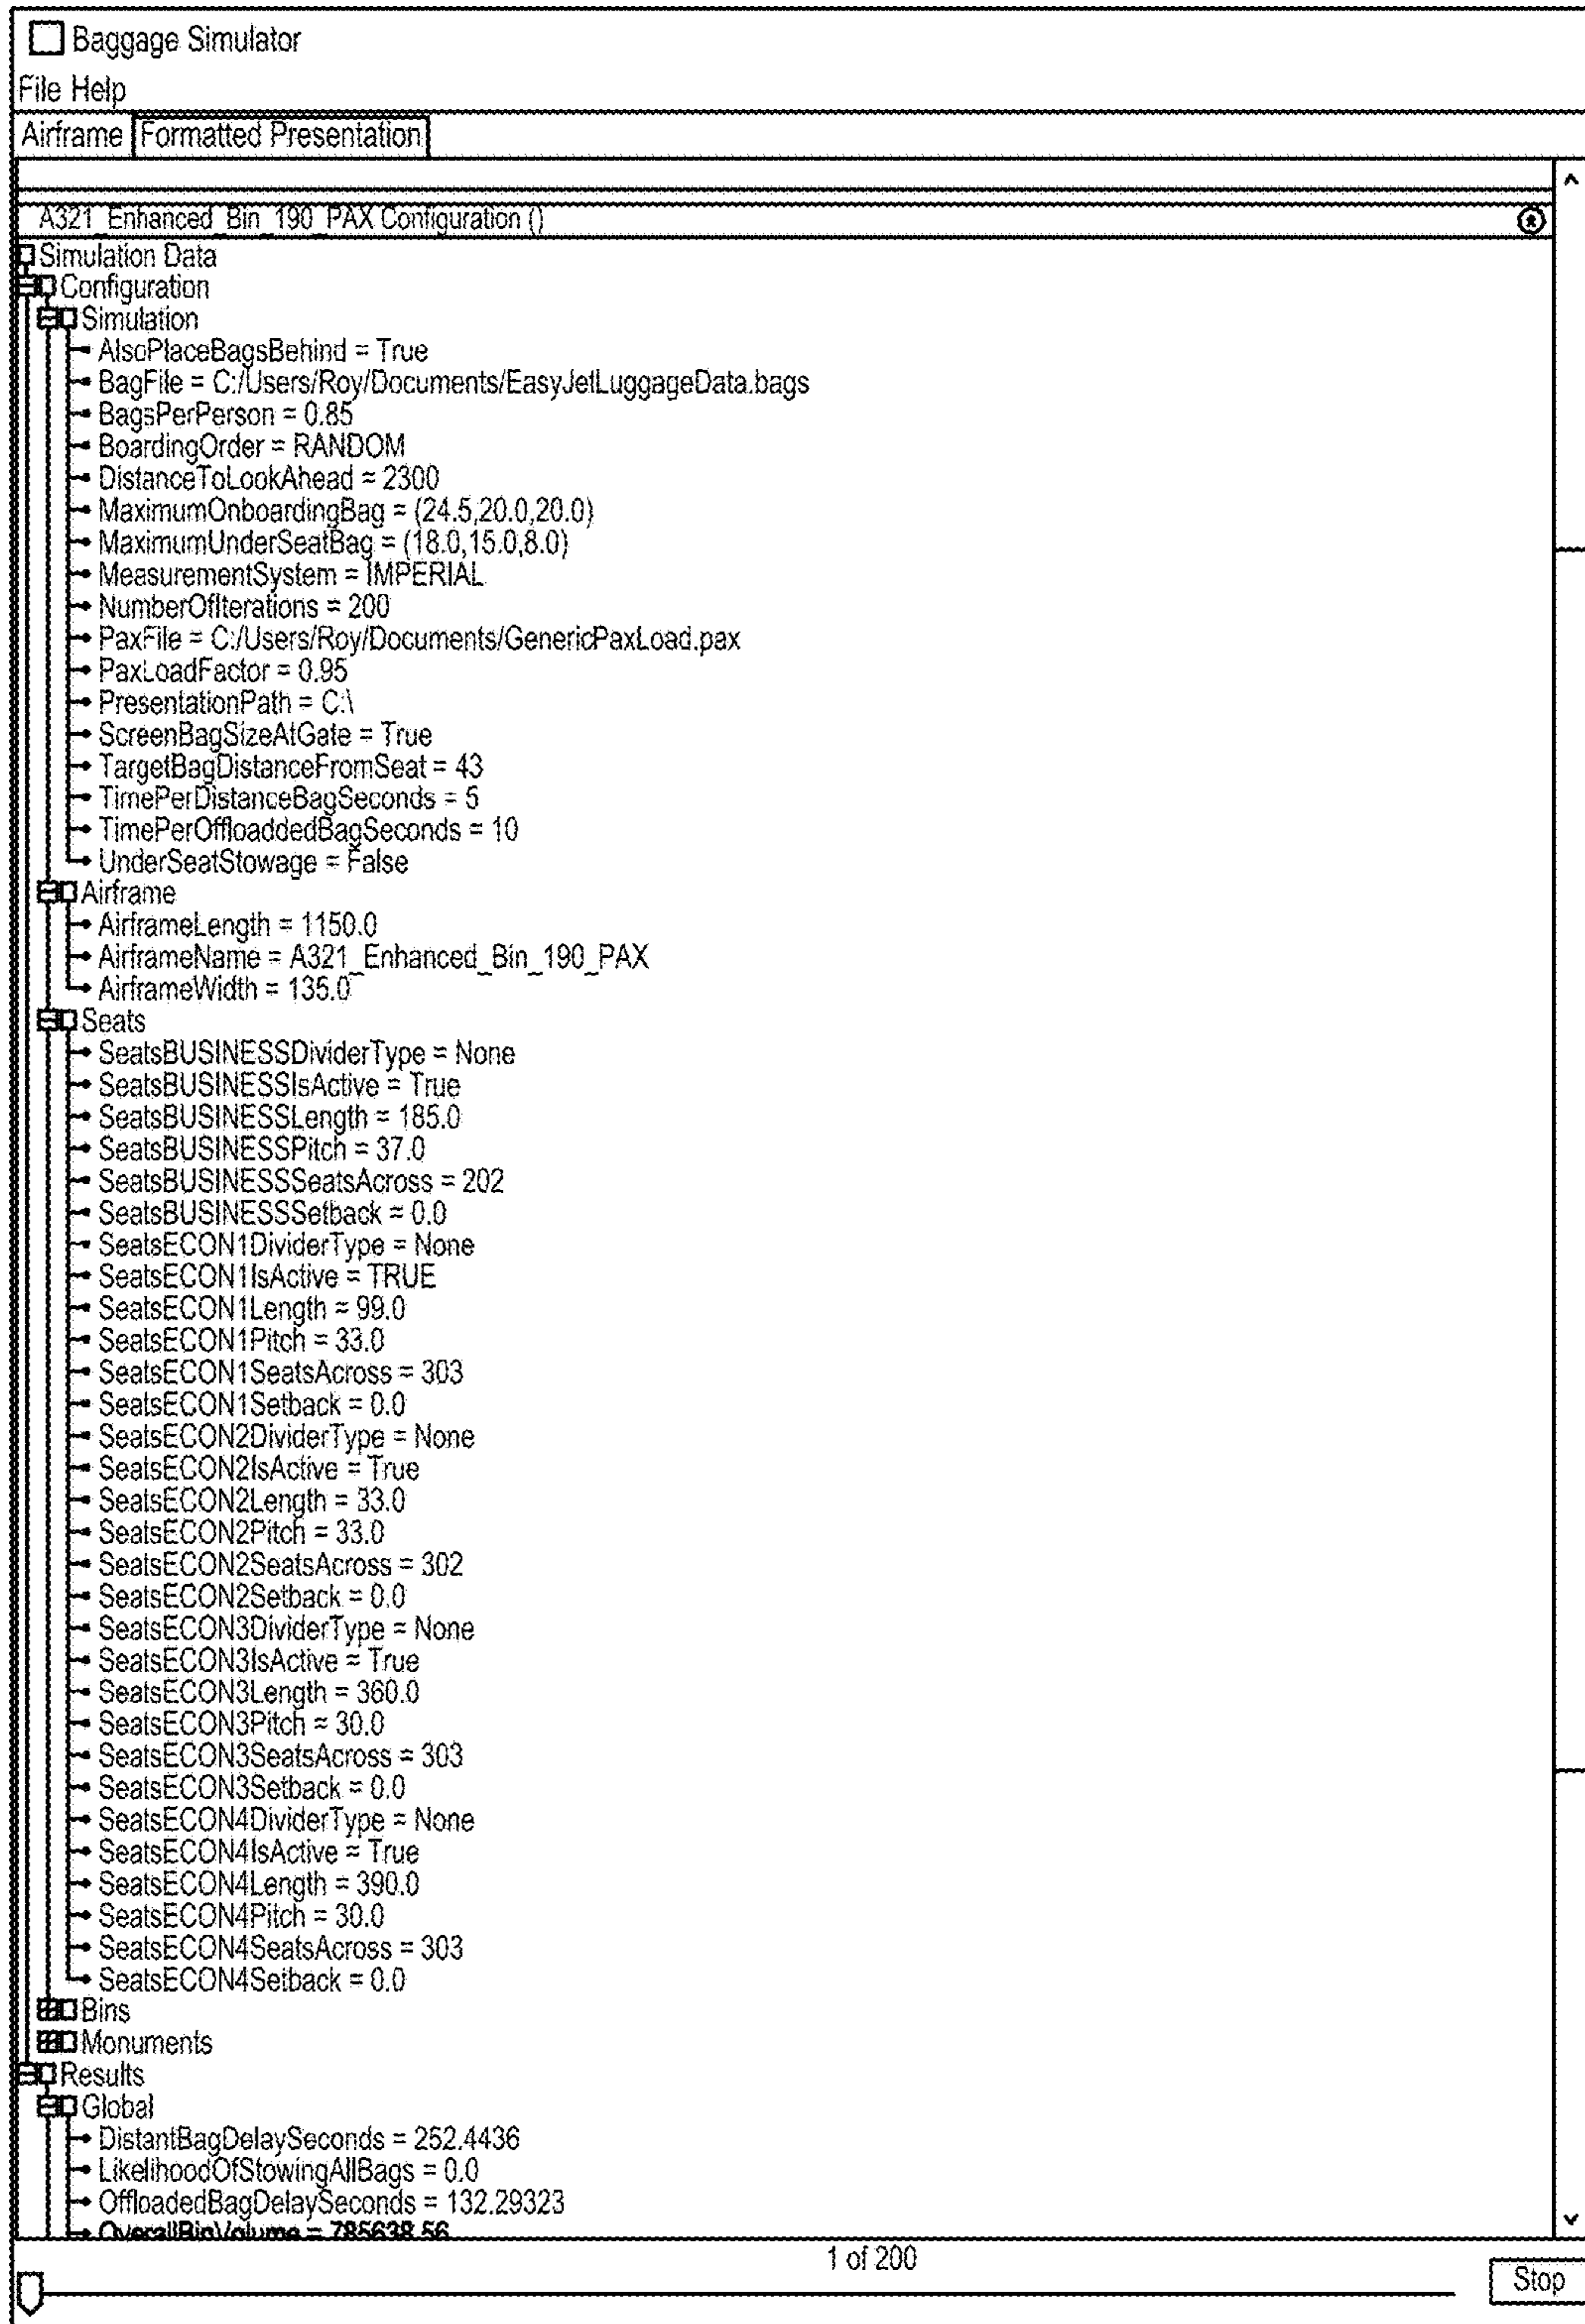 Baggage Simulator
File Help
Airframe Formatted Presentation
A321_Enhanced_Bin_190_PAX Configuration ()
Simulation Data
Configuration
Simulation
AlsoPlaceBagsBehind = True
BagFile = C:/Users/Roy/Documents/EasyJetLuggageData.bags
BagsPerPerson = 0.85
BoardingOrder = RANDOM
DistanceToLookAhead = 2300
MaximumOnboardingBag = (24.5,20.0,20.0)
MaximumUnderSeatBag = (18.0,15.0,8.0)
MeasurementSystem = IMPERIAL
NumberOfIterations = 200
PaxFile = C:/Users/Roy/Documents/GenericPaxLoad.pax
PaxLoadFactor = 0.95
PresentationPath = C:\
ScreenBagSizeAtGate = True
TargetBagDistanceFromSeat = 43
TimePerDistanceBagSeconds = 5
TimePerOffloaddedBagSeconds = 10
UnderSeatStowage = False
Airframe
AirframeLength = 1150.0
AirframeName = A321_Enhanced_Bin_190_PAX
AirframeWidth = 135.0
Seats
SeatsBUSINESSDividerType = None
SeatsBUSINESSIsActive = True
SeatsBUSINESSLength = 185.0
SeatsBUSINESSPitch = 37.0
SeatsBUSINESSSeatsAcross = 202
SeatsBUSINESSSetback = 0.0
SeatsECON1DividerType = None
SeatsECON1IsActive = TRUE
SeatsECON1Length = 99.0
SeatsECON1Pitch = 33.0
SeatsECON1SeatsAcross = 303
SeatsECON1Setback = 0.0
SeatsECON2DividerType = None
SeatsECON2IsActive = True
SeatsECON2Length = 33.0
SeatsECON2Pitch = 33.0
SeatsECON2SeatsAcross = 302
SeatsECON2Setback = 0.0
SeatsECON3DividerType = None
SeatsECON3IsActive = True
SeatsECON3Length = 360.0
SeatsECON3Pitch = 30.0
SeatsECON3SeatsAcross = 303
SeatsECON3Setback = 0.0
SeatsECON4DividerType = None
SeatsECON4IsActive = True
SeatsECON4Length = 390.0
SeatsECON4Pitch = 30.0
SeatsECON4SeatsAcross = 303
SeatsECON4Setback = 0.0
Bins
Monuments
Results
Global
DistantBagDelaySeconds = 252.4436
LikelihoodOfStowingAllBags = 0.0
OffloadedBagDelaySeconds = 132.29323
OverallBinVolume = 785638.56
1 of 200
Stop